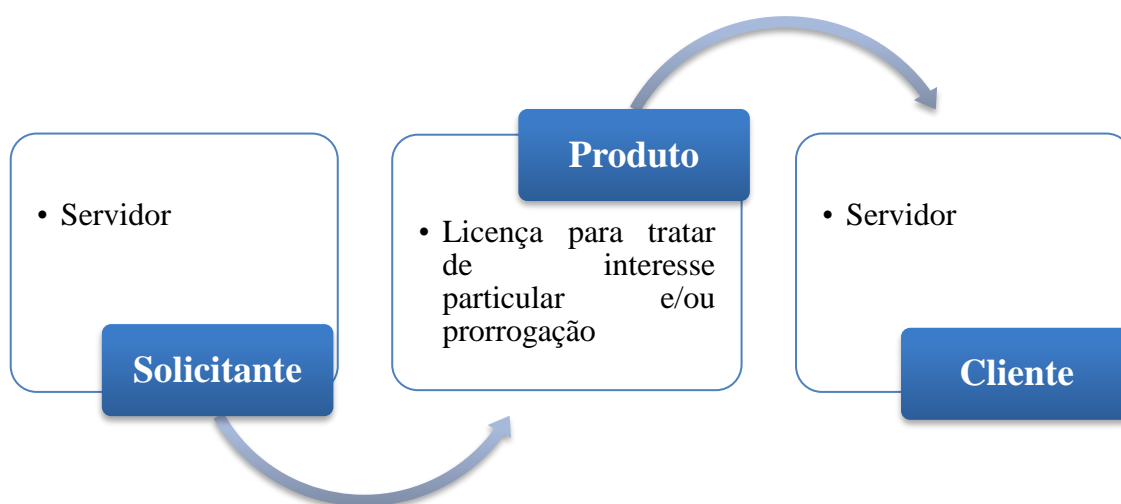 • Servidor
Solicitante
Produto
• Licença para tratar
de interesse
particular e/ou
prorrogação
• Servidor
Cliente